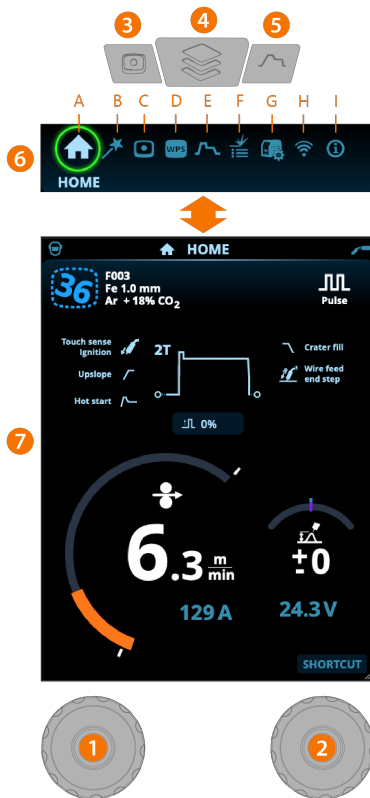 3 4 5
A B C D E F G H I
WPS
6
HOME
HOME
36
F003
Fe 1.0 mm
Ar + 18% CO2
Pulse
Touch sense
Ignition
2T
Crater fill
Upslope
Wire feed
end step
Hot start
0%
7
6.3 m/min
±0
129 A
24.3 V
SHORTCUT
1 2